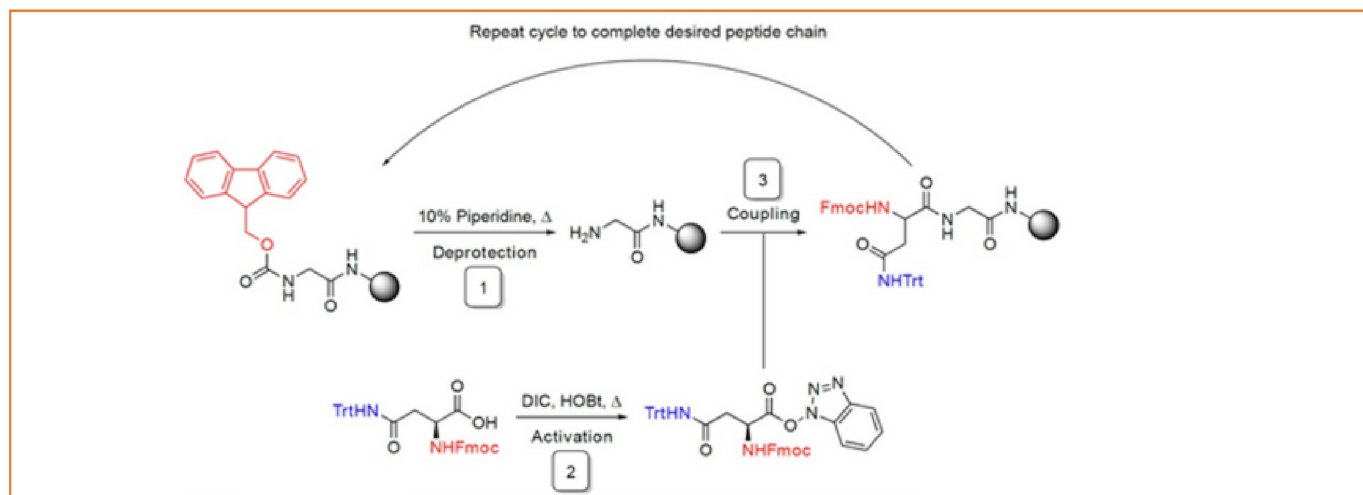 Repeat cycle to complete desired peptide chain
3
Coupling
10% Piperidine, Δ
Deprotection
1
O
O
N
H
O
H
N
H₂N
O
H
N
FmocHN
O
N
H
O
H
N
O
NHTrt
TrtHN
O
O
OH
NHFmoc
DIC, HOBt, Δ
Activation
2
TrtHN
O
O
O
N
N=N
NHFmoc